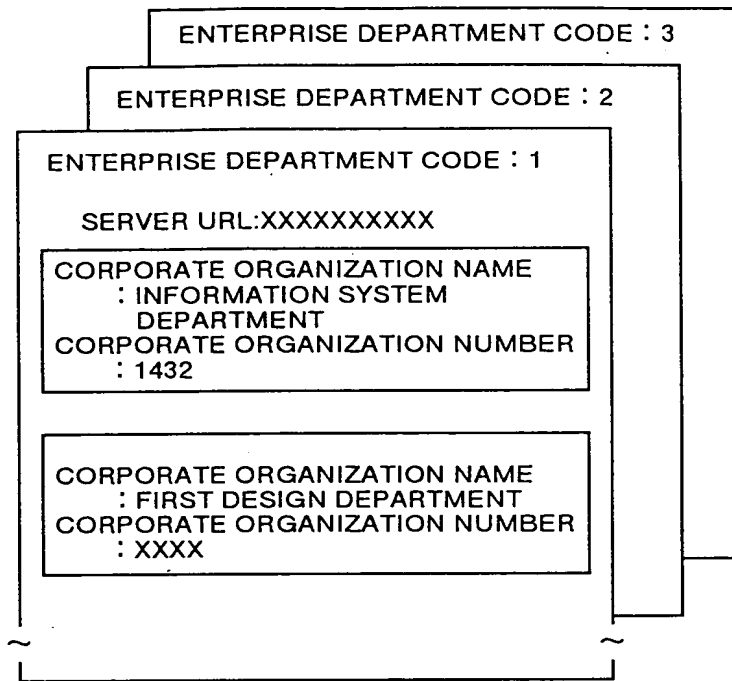 ENTERPRISE DEPARTMENT CODE : 3
ENTERPRISE DEPARTMENT CODE : 2
ENTERPRISE DEPARTMENT CODE : 1
SERVER URL:XXXXXXXXXX
CORPORATE ORGANIZATION NAME
: INFORMATION SYSTEM
DEPARTMENT
CORPORATE ORGANIZATION NUMBER
: 1432
CORPORATE ORGANIZATION NAME
: FIRST DESIGN DEPARTMENT
CORPORATE ORGANIZATION NUMBER
: XXXX